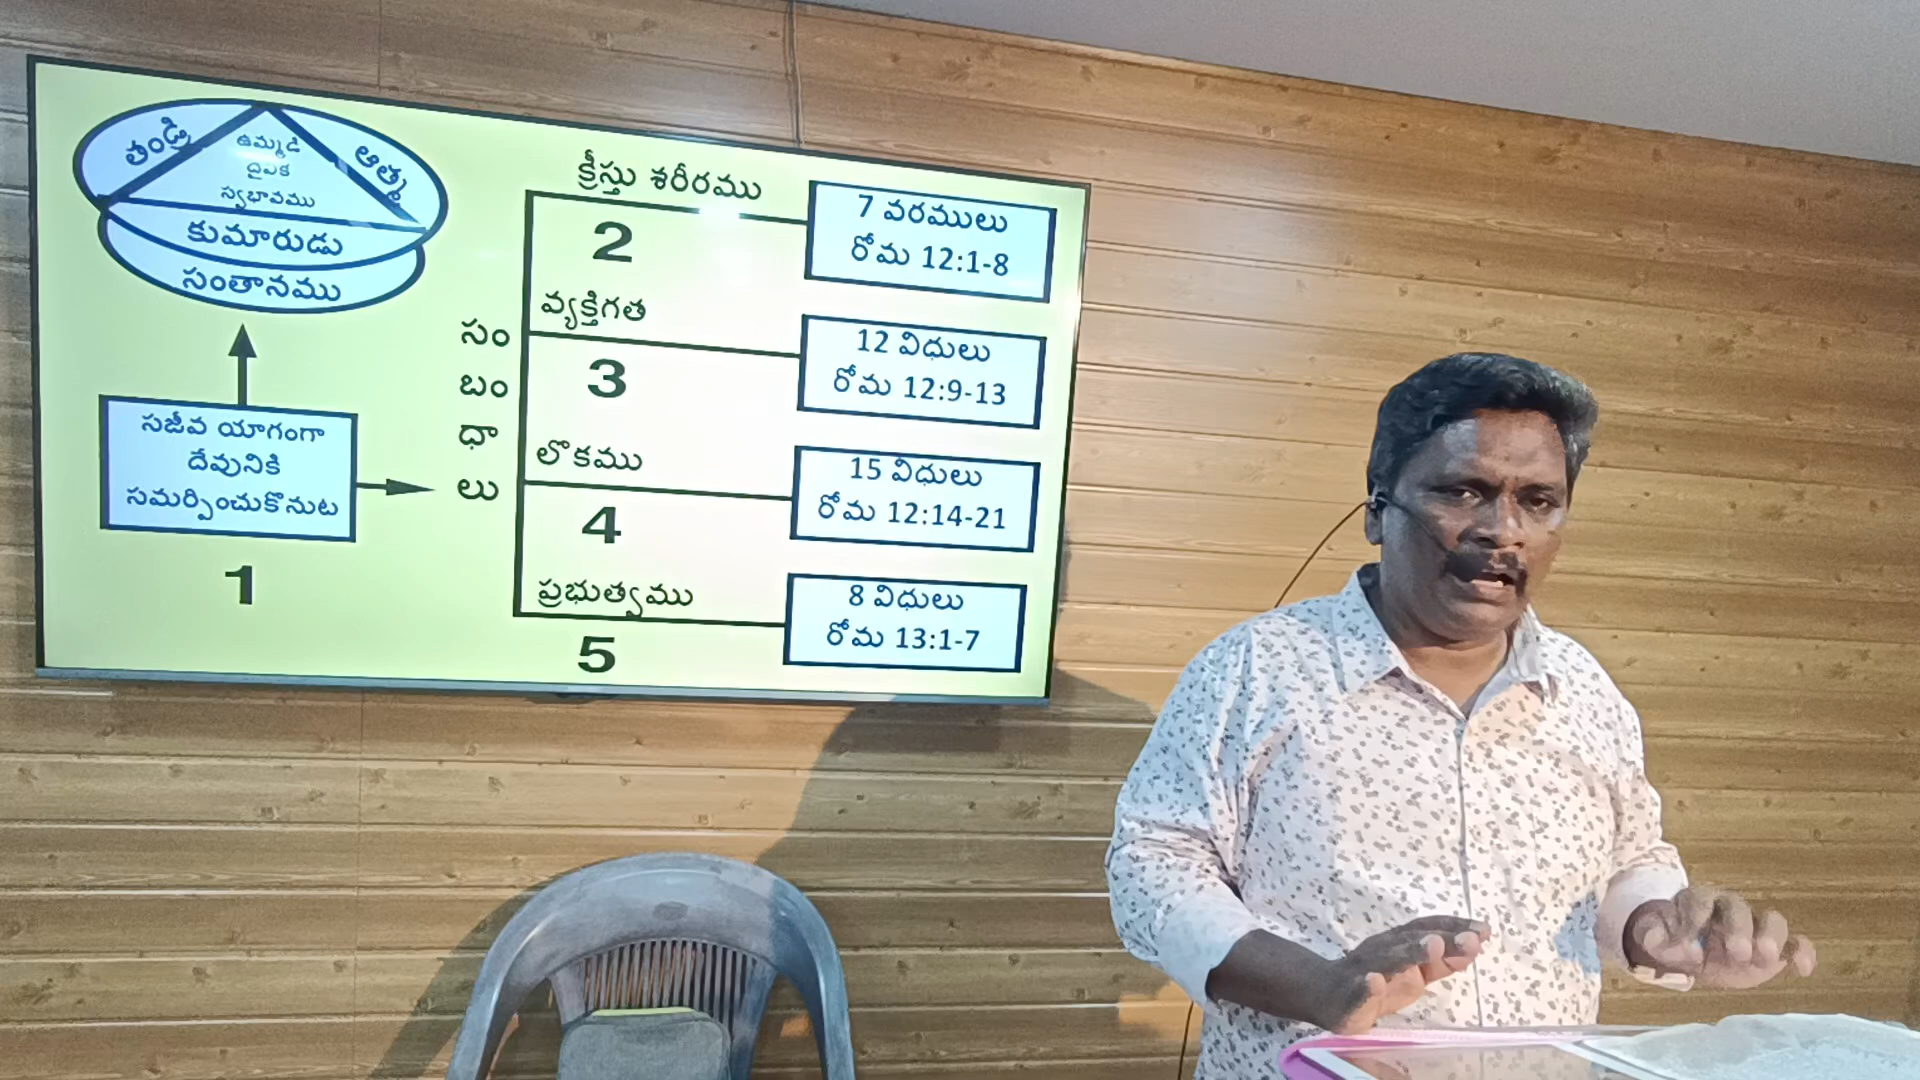 తండ్రి
ఆత్మ
ఉమ్మడి
దైవిక
స్వభావము
కుమారుడు
సంతానము
సజీవ యాగంగా
దేవునికి
సమర్పించుకొనుట
1
సం
బం
ధా
లు
క్రీస్తు శరీరము
2
7 వరములు
రోమ 12:1-8
వ్యక్తిగత
3
12 విధులు
రోమ 12:9-13
లొకము
4
15 విధులు
రోమ 12:14-21
ప్రభుత్వము
5
8 విధులు
రోమ 13:1-7